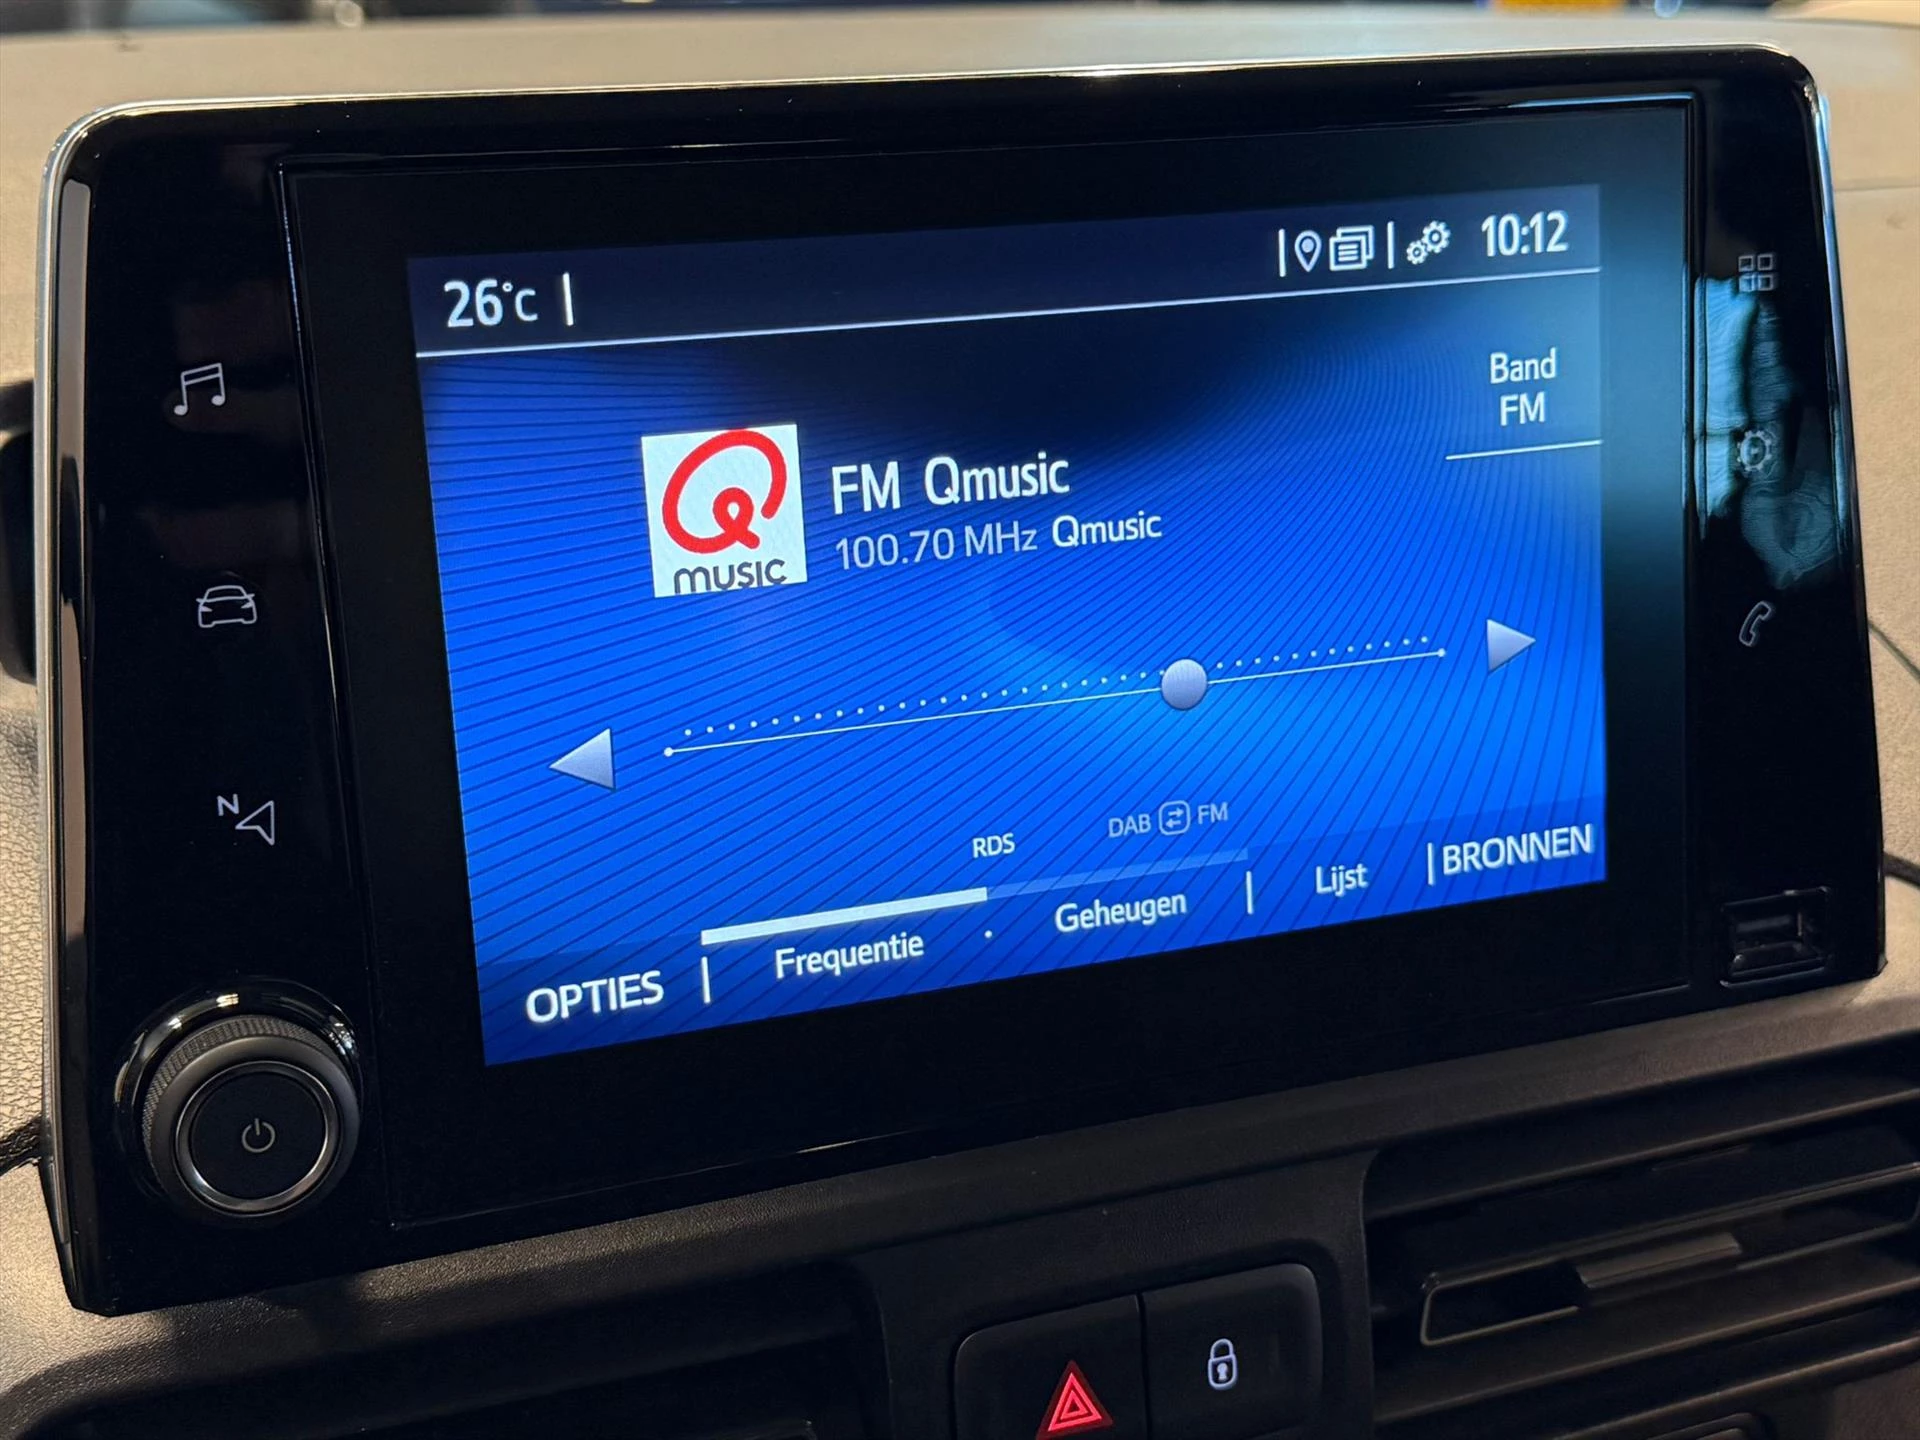 26°C
10:12
Band
FM
Q
music
FM Qmusic
100.70 MHz Qmusic
N
RDS
DAB FM
OPTIES
Frequentie
Geheugen
Lijst
BRONNEN